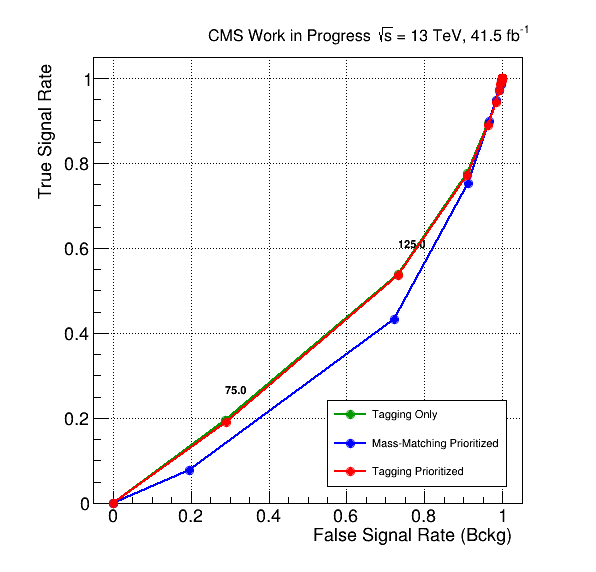 CMS Work in Progress √s = 13 TeV, 41.5 fb⁻¹
True Signal Rate
1
0.8
0.6
0.4
0.2
0
125.0
75.0
Tagging Only
Mass-Matching Prioritized
Tagging Prioritized
0 0.2 0.4 0.6 0.8 1
False Signal Rate (Bckg)